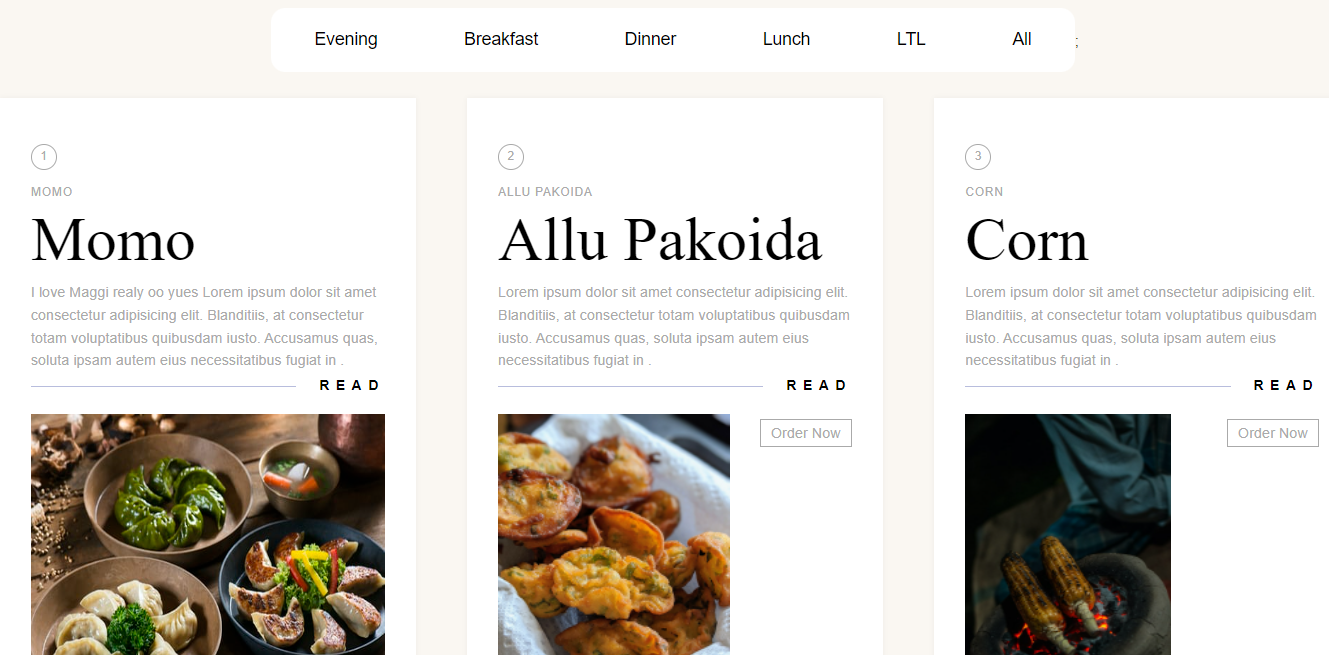 Evening Breakfast Dinner Lunch LTL All ;
1
MOMO
Momo
I love Maggi realy oo yues Lorem ipsum dolor sit amet
consectetur adipisicing elit. Blanditiis, at consectetur
totam voluptatibus quibusdam iusto. Accusamus quas,
soluta ipsam autem eius necessitatibus fugiat in .
READ
2
ALLU PAKOIDA
Allu Pakoida
Lorem ipsum dolor sit amet consectetur adipisicing elit.
Blanditiis, at consectetur totam voluptatibus quibusdam
iusto. Accusamus quas, soluta ipsam autem eius
necessitatibus fugiat in .
READ
Order Now
3
CORN
Corn
Lorem ipsum dolor sit amet consectetur adipisicing elit.
Blanditiis, at consectetur totam voluptatibus quibusdam
iusto. Accusamus quas, soluta ipsam autem eius
necessitatibus fugiat in .
READ
Order Now